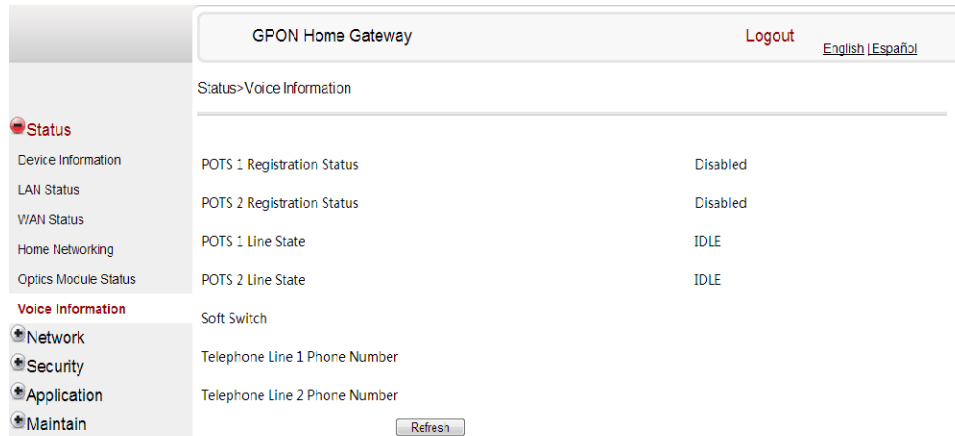 GPON Home Gateway
Logout
English | Español
Status>Voice Information
Status
Device Information
LAN Status
WAN Status
Home Networking
Optics Mocule Status
Voice Information
Network
Security
Application
Maintain
POTS 1 Registration Status Disabled
POTS 2 Registration Status Disabled
POTS 1 Line State IDLE
POTS 2 Line State IDLE
Soft Switch
Telephone Line 1 Phone Number
Telephone Line 2 Phone Number
Refresh